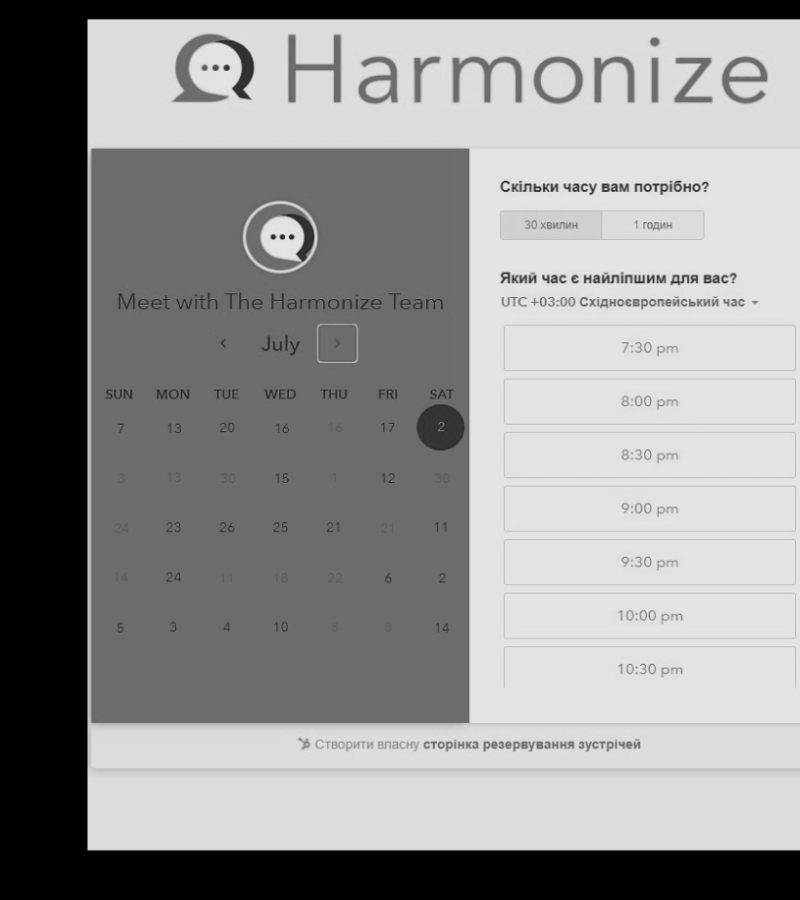 Harmonize
Meet with The Harmonize Team
July
SUN MON TUE WED THU FRI SAT
7 13 20 16 16 17 2
3 13 30 15 1 12 30
24 23 26 25 21 21 11
14 24 11 18 22 6 2
5 3 4 10 8 8 14
Скільки часу вам потрібно?
30 хвилин 1 годин
Який час є найліпшим для вас?
UTC +03:00 Східноєвропейський час
7:30 pm
8:00 pm
8:30 pm
9:00 pm
9:30 pm
10:00 pm
10:30 pm
Створити власну сторінка резервування зустрічей